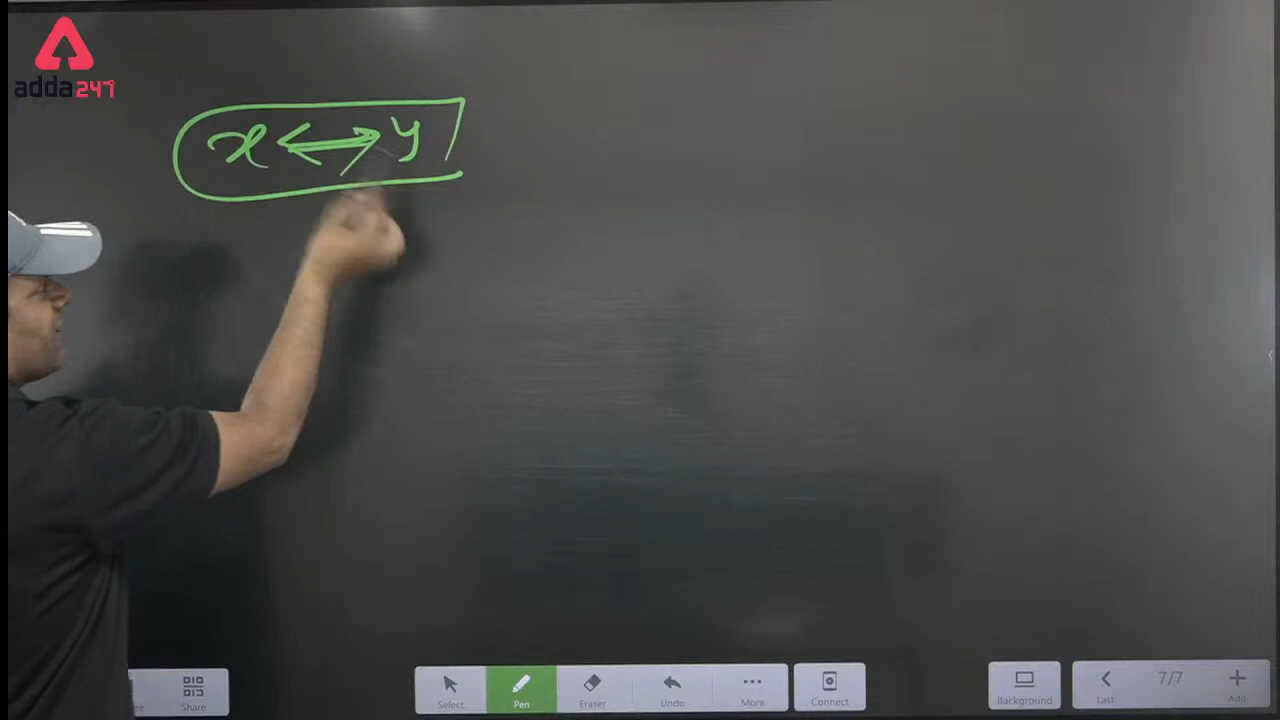 adda247
x ↔ y
Share
Select
Pen
Eraser
Undo
More
Connect
Background
Last
7/7
Add